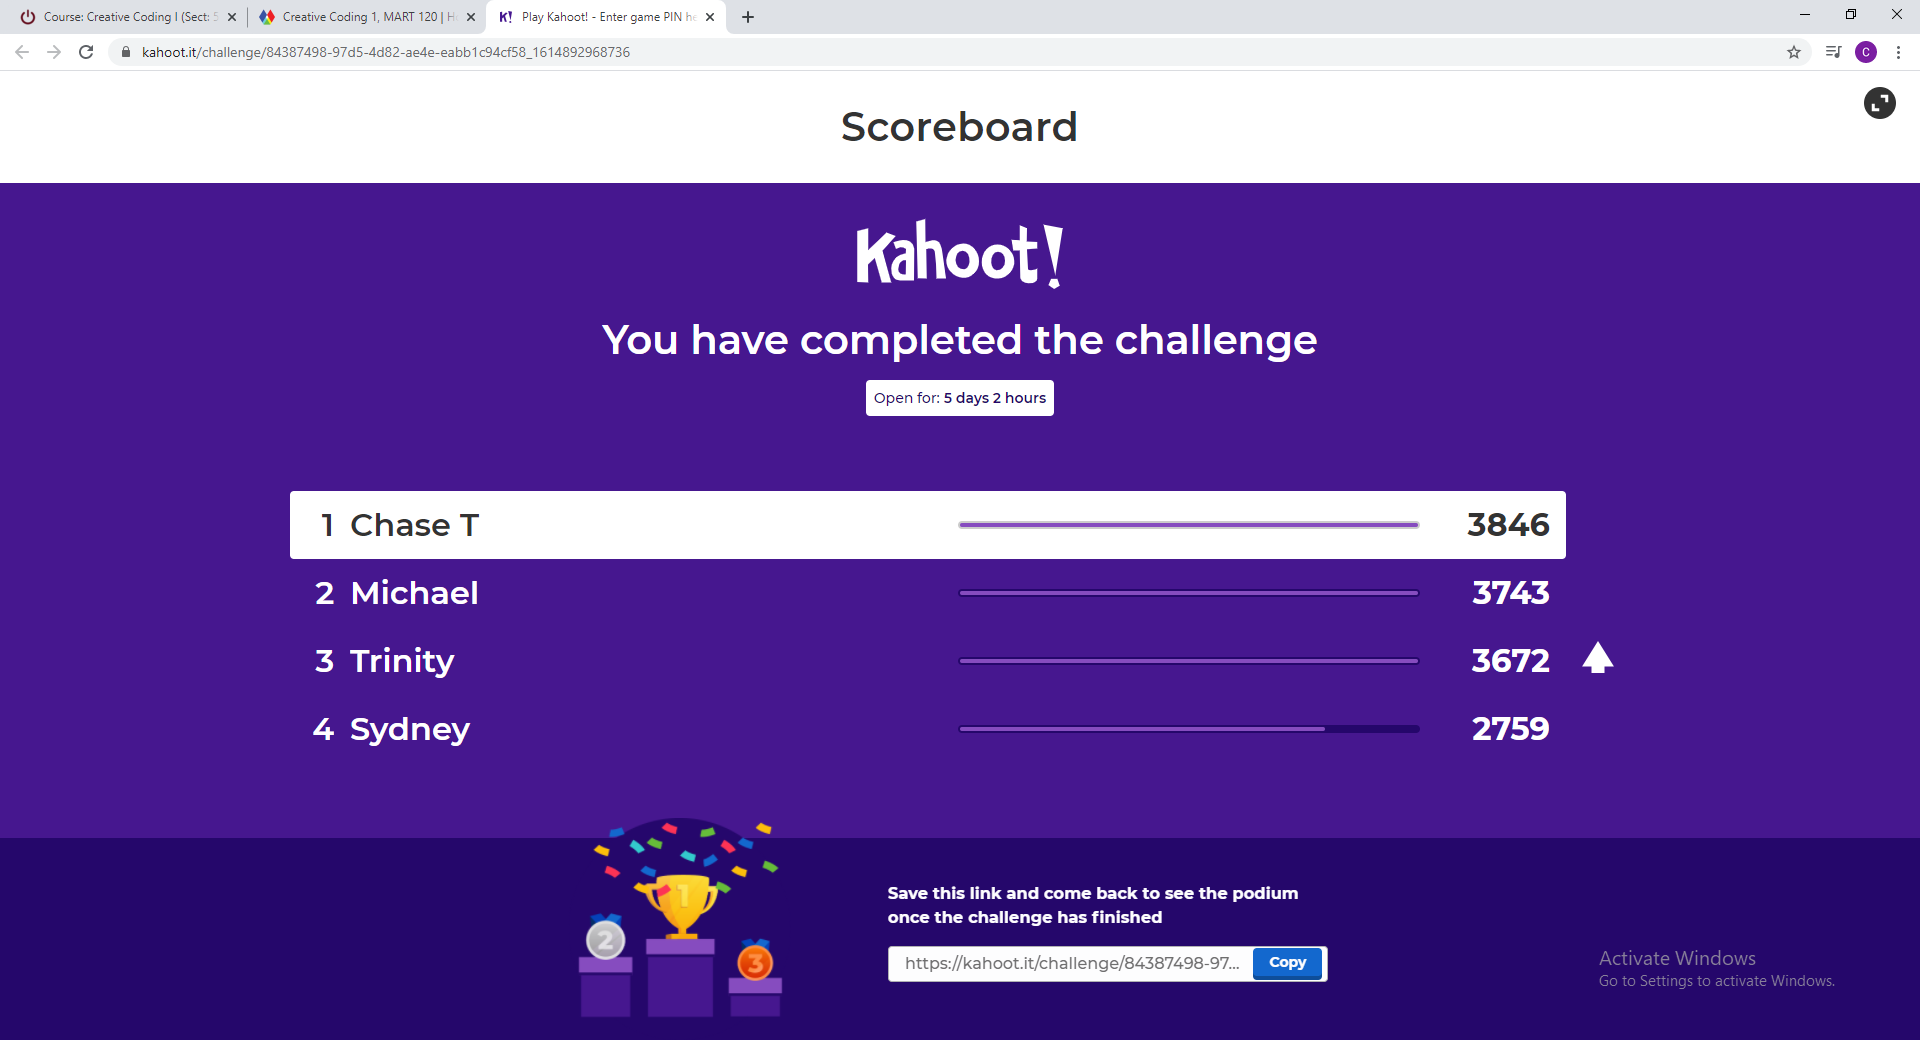 Course: Creative Coding I (Sect:
Creative Coding 1, MART 120 |
Play Kahoot! - Enter game PIN
kahoot.it/challenge/84387498-97d5-4d82-ae4e-eabb1c94cf58_1614892968736
C
Scoreboard
Kahoot!
You have completed the challenge
Open for: 5 days 2 hours
1 Chase T 3846
2 Michael 3743
3 Trinity 3672
4 Sydney 2759
1
2
3
Save this link and come back to see the podium
once the challenge has finished
https://kahoot.it/challenge/84387498-97... Copy
Activate Windows
Go to Settings to activate Windows.